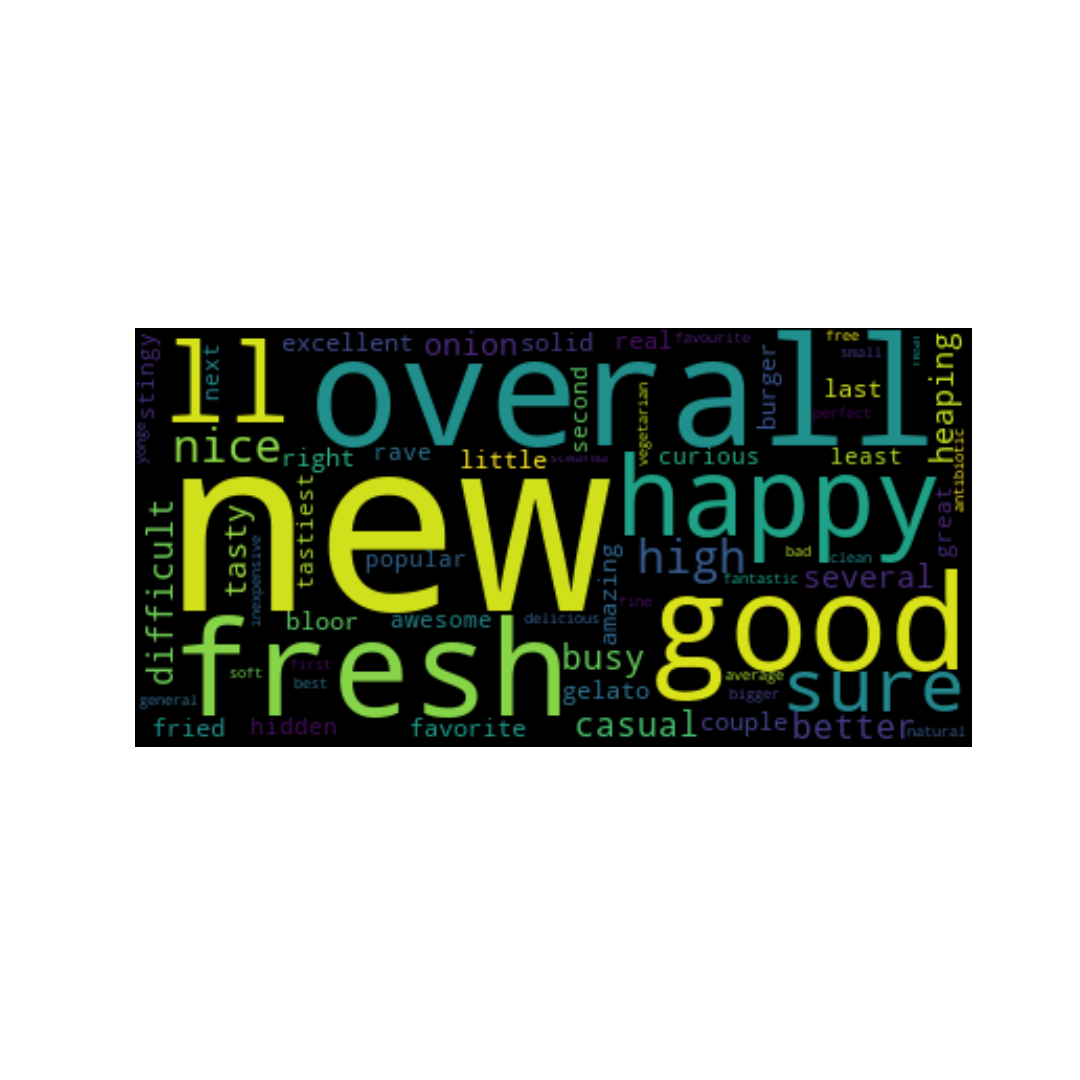 stingy
ll
next
excellent
onion
solid
real
favourite
free
small
heaping
overall
second
burger
last
perfect
yonge
nice
right
rave
little
vegetarian
curious
least
antibiotic
new
happy
great
difficult
tasty
inexpensive
tastiest
popular
amazing
high
bad
clean
fantastic
several
fresh
bloor
awesome
delicious
fine
good
soft
first
best
busy
gelato
average
bigger
sure
general
fried
hidden
favorite
casual
couple
better
natural